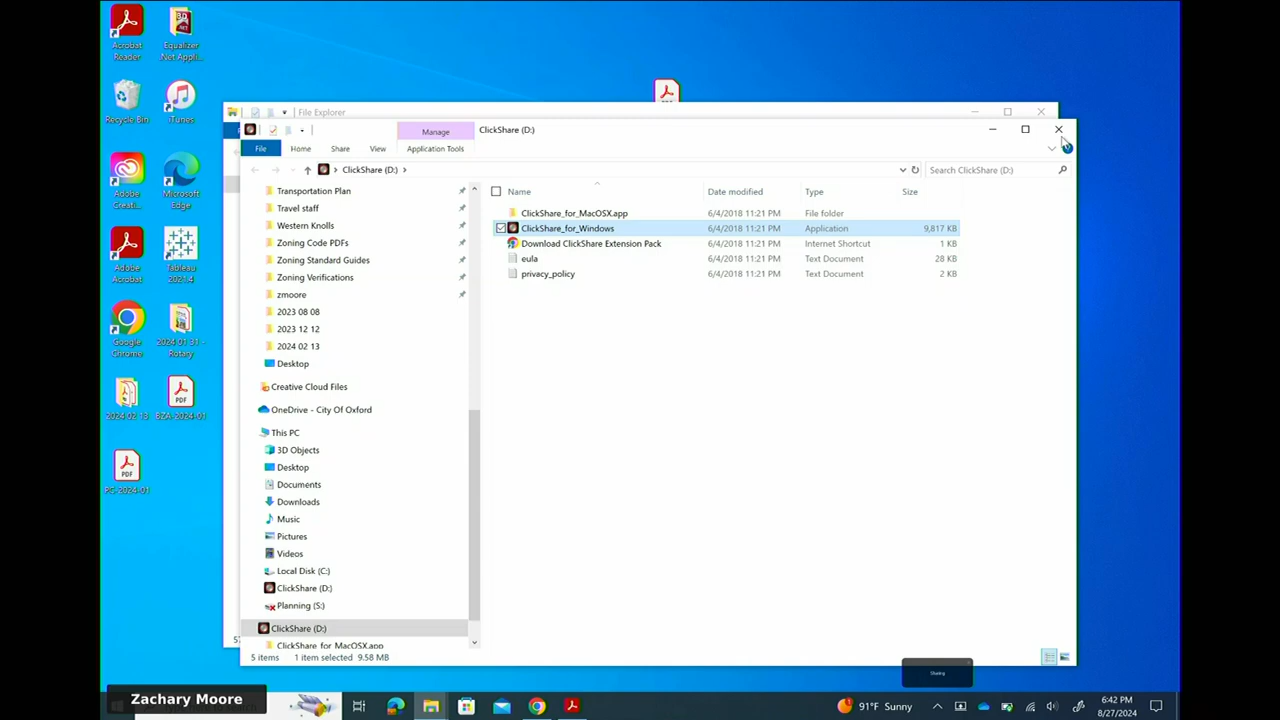 Acrobat
Reader
Equalizer
Net Appli...
Recycle Bin
iTunes
Adobe
Creati...
Microsoft
Edge
Adobe
Acrobat
Tableau
2021.4
Google
Chrome
2024 01 31 -
Rotary
2024 02 13
BZA-2024-01
PDF
PC-2024-01
File Explorer
Manage
ClickShare (D:)
File
Home
Share
View
Application Tools
ClickShare (D:)
Search ClickShare (D:)
Transportation Plan
Travel staff
Western Knolls
Zoning Code PDFs
Zoning Standard Guides
Zoning Verifications
zmoore
2023 08 08
2023 12 12
2024 02 13
Desktop
Creative Cloud Files
OneDrive - City Of Oxford
This PC
3D Objects
Desktop
Documents
Downloads
Music
Pictures
Videos
Local Disk (C:)
ClickShare (D:)
Planning (S:)
ClickShare (D:)
ClickShare_for_MacOSX.app
Name Date modified Type Size
ClickShare_for_MacOSX.app 6/4/2018 11:21 PM File folder
ClickShare_for_Windows 6/4/2018 11:21 PM Application 9,817 KB
Download ClickShare Extension Pack 6/4/2018 11:21 PM Internet Shortcut 1 KB
eula 6/4/2018 11:21 PM Text Document 28 KB
privacy_policy 6/4/2018 11:21 PM Text Document 2 KB
5 items 1 item selected 9.58 MB
Sharing
Zachary Moore
91°F Sunny
6:42 PM
8/27/2024